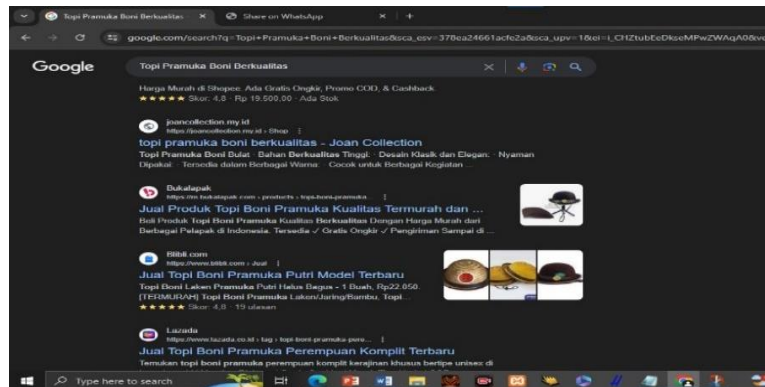 Topi Pramuka Boni Berkualitas -
Share on WhatsApp
google.com/search?q=Topi+Pramuka+Boni+Berkualitas&sca_esv=378ea24661acfe2a&sca_upv=1&ei=i_CHZtubEeDkseMPwZWAqA0&ve
Google
Topi Pramuka Boni Berkualitas
Harga Murah di Shopee. Ada Gratis Ongkir, Promo COD, & Cashback.
★★★★★ Skor: 4,8 · Rp 19.500,00 · Ada Stok
joancollection.my.id
https://joancollection.my.id › Shop
topi pramuka boni berkualitas - Joan Collection
Topi Pramuka Boni Bulat · Bahan Berkualitas Tinggi: · Desain Klasik dan Elegan: · Nyaman
Dipakai: · Tersedia dalam Berbagai Warna: · Cocok untuk Berbagai Kegiatan ...
Bukalapak
https://m.bukalapak.com › products › topi-boni-pramuka...
Jual Produk Topi Boni Pramuka Kualitas Termurah dan ...
Beli Produk Topi Boni Pramuka Kualitas Berkualitas Dengan Harga Murah dari
Berbagai Pelapak di Indonesia. Tersedia ✓ Gratis Ongkir ✓ Pengiriman Sampai di ...
Blibli.com
https://www.blibli.com › Jual
Jual Topi Boni Pramuka Putri Model Terbaru
Topi Boni Laken Pramuka Putri Halus Bagus - 1 Buah, Rp22.050.
[TERMURAH] Topi Boni Pramuka Laken/Jaring/Bambu, Topi...
★★★★★ Skor: 4,8 · 19 ulasan
Lazada
https://www.lazada.co.id › tag › topi-boni-pramuka-pere...
Jual Topi Boni pramuka Perempuan Komplit Terbaru
Temukan topi boni pramuka perempuan komplit kerajinan khusus bertipe unisex di
Type here to search